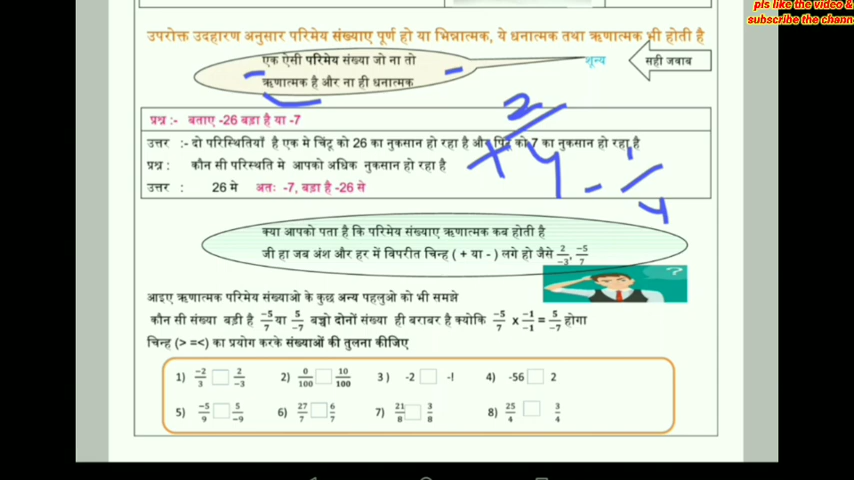 pls like the video &
subscribe the chann
उपरोक्त उदहारण अनुसार परिमेय संख्याए पूर्ण हो या भिन्नात्मक, ये धनात्मक तथा ऋणात्मक भी होती है
एक ऐसी परिमेय संख्या जो ना तो
ऋणात्मक है और ना ही धनात्मक
शून्य
सही जवाब
प्रश्न :- बताए -26 बड़ा है या -7
उत्तर :- दो परिस्थितियाँ है एक मे चिंटू को 26 का नुकसान हो रहा है और को 7 का नुकसान हो रहा है
प्रश्न : कौन सी परिस्थति मे आपको अधिक नुकसान हो रहा है
उत्तर : 26 मे अतः -7, बड़ा है -26 से
+ 2/4 - 1/4
क्या आपको पता है कि परिमेय संख्याए ऋणात्मक कब होती है
जी हा जब अंश और हर में विपरीत चिन्ह ( + या - ) लगे हो जैसे 2/-3, -5/7
आइए ऋणात्मक परिमेय संख्याओ के कुछ अन्य पहलुओ को भी समझे
कौन सी संख्या बड़ी है -5/7 या 5/-7 बच्चो दोनों संख्या ही बराबर है क्योकि -5/7 x -1/-1 = 5/-7 होगा
चिन्ह (> =<) का प्रयोग करके संख्याओं की तुलना कीजिए
1) -2/3 □ 2/-3 2) 0/100 □ 10/100 3 ) -2 □ -! 4) -56 □ 2
5) -5/9 □ 5/-9 6) 27/7 □ 6/7 7) 21/8 □ 3/8 8) 25/4 □ 3/4